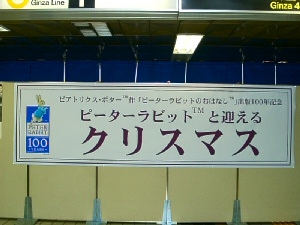 Ginza Line
Ginza 4
ビアトリクス・ポター™作「ピーターラビットのおはなし™」出版100年記念
ピーターラビット™と迎える
クリスマス
PETER
RABBIT
100
YEARS